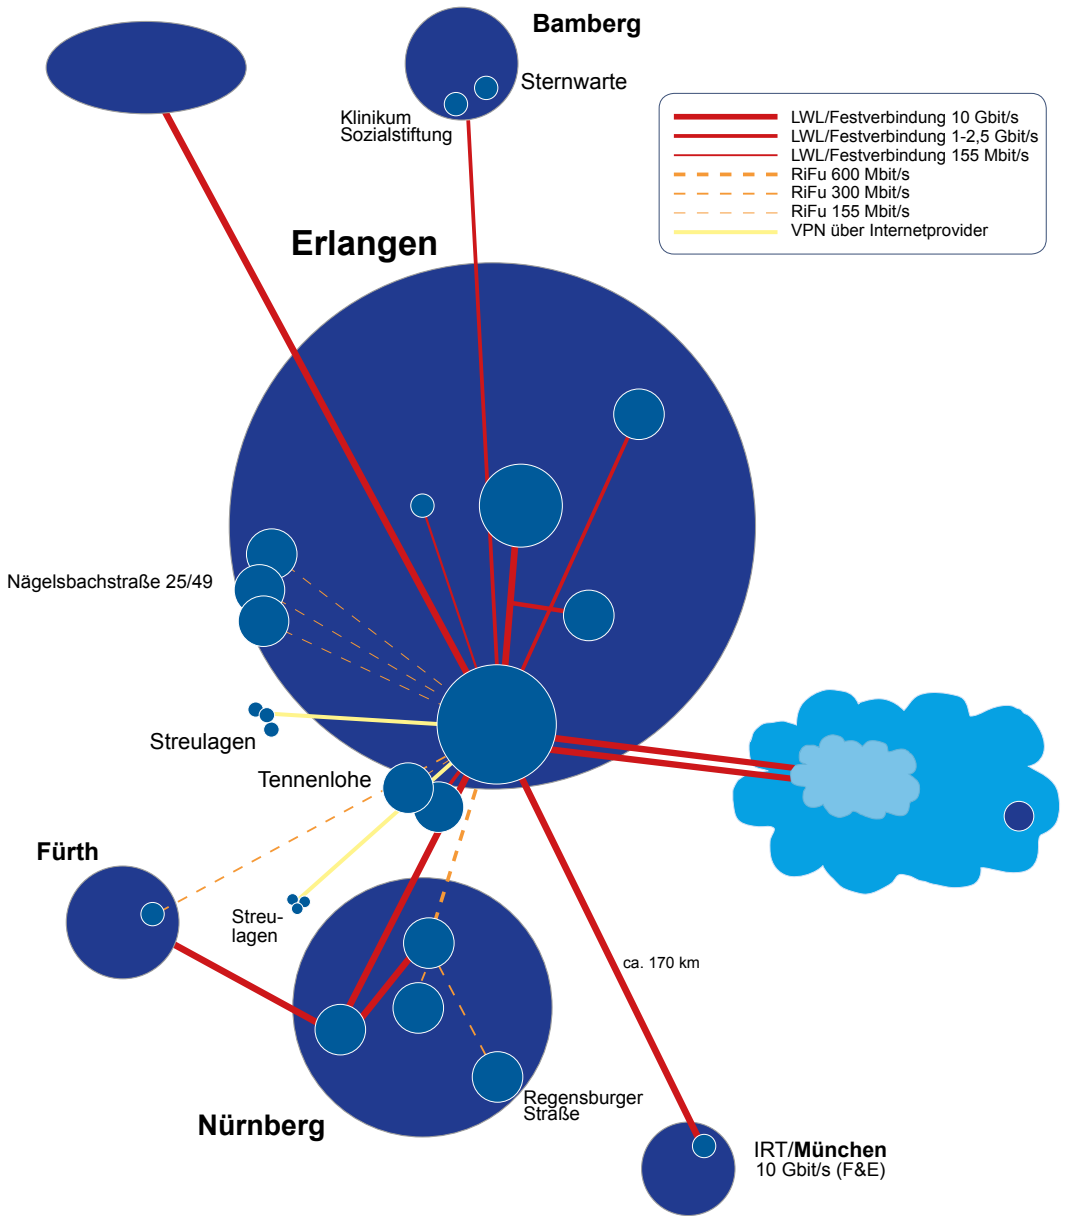 Bamberg
Sternwarte
Klinikum
Sozialstiftung
LWL/Festverbindung 10 Gbit/s
LWL/Festverbindung 1-2,5 Gbit/s
LWL/Festverbindung 155 Mbit/s
RiFu 600 Mbit/s
RiFu 300 Mbit/s
RiFu 155 Mbit/s
VPN über Internetprovider
Erlangen
Nägelsbachstraße 25/49
Streulagen
Tennenlohe
Fürth
Streu-
lagen
ca. 170 km
Regensburger
Straße
Nürnberg
IRT/München
10 Gbit/s (F&E)